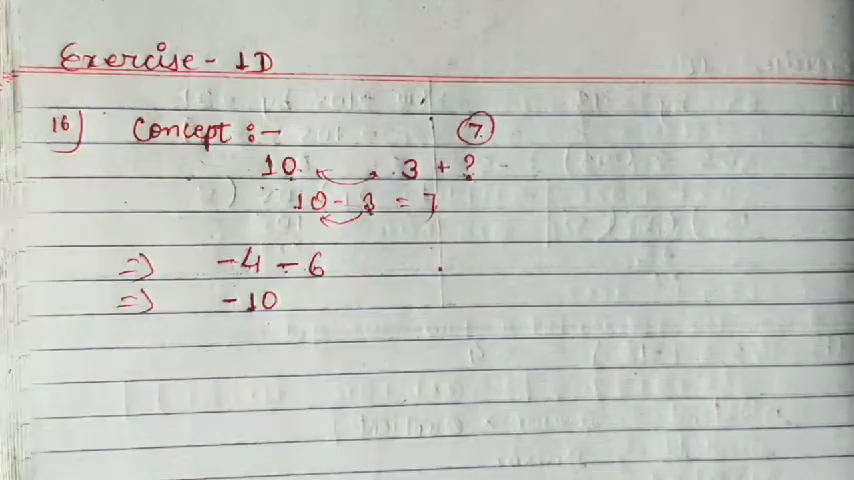 Exercise - 1D
16) Concept :- 7
10 3 + ?
10 - 3 = 7
=> -4 - 6
=> -10